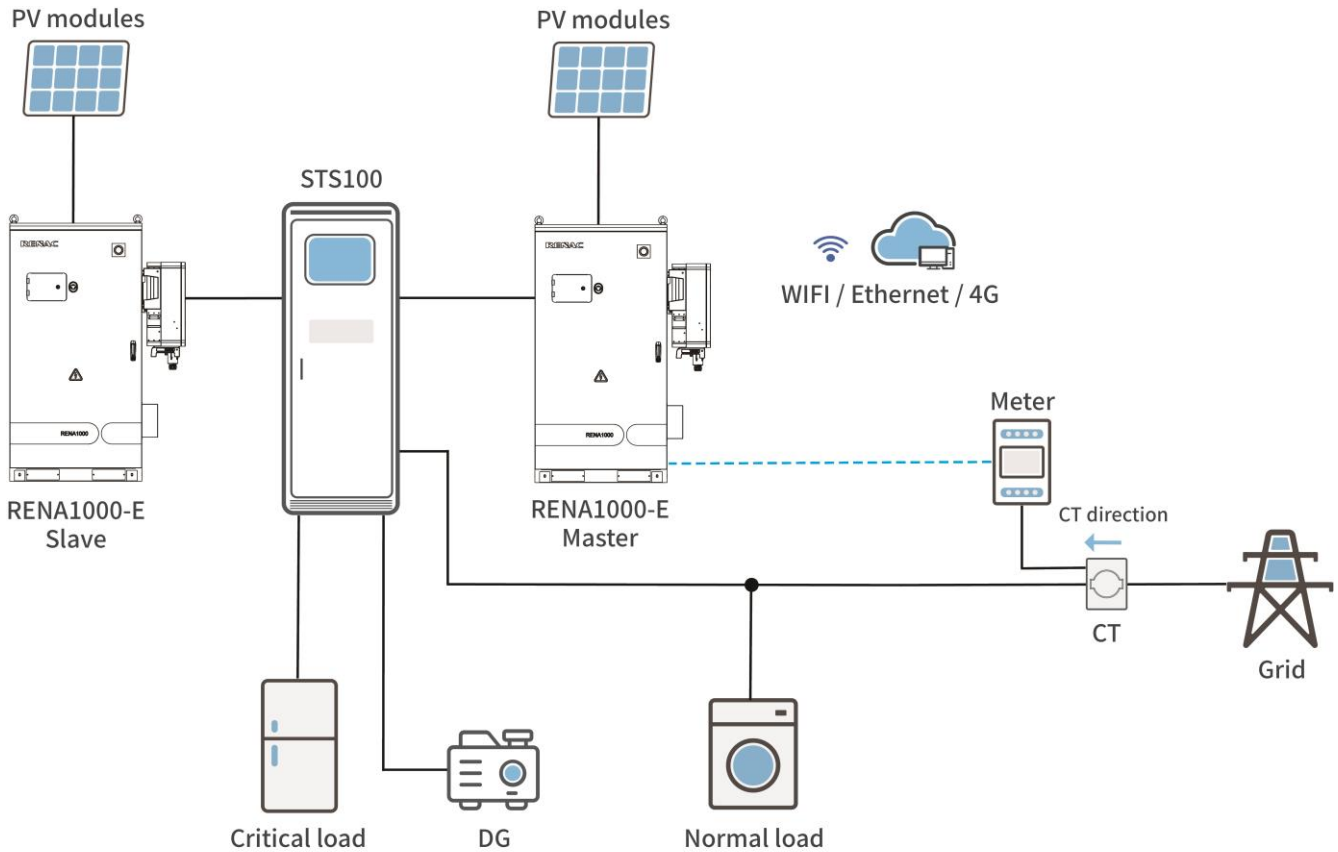 PV modules
PV modules
STS100
RENAC
RENAC
WIFI / Ethernet / 4G
Meter
RENA1000
RENA1000
RENA1000-E
Slave
RENA1000-E
Master
CT direction
CT
Grid
Critical load
DG
Normal load